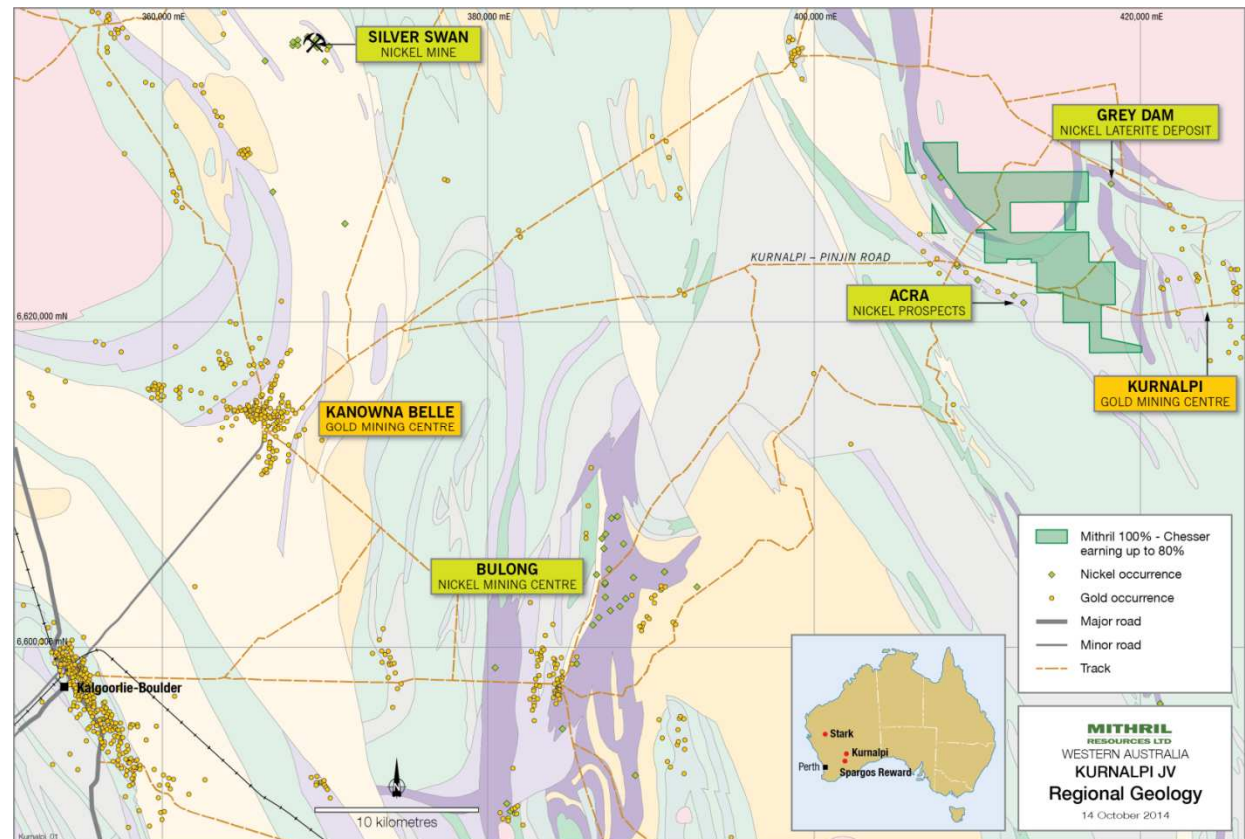 360,000 mE
380,000 mE
400,000 mE
420,000 mE
SILVER SWAN
NICKEL MINE
GREY DAM
NICKEL LATERITE DEPOSIT
KURNALPI – PINJIN ROAD
ACRA
NICKEL PROSPECTS
6,620,000 mN
KURNALPI
GOLD MINING CENTRE
KANOWNA BELLE
GOLD MINING CENTRE
BULONG
NICKEL MINING CENTRE
6,600,000 mN
Kalgoorlie-Boulder
Mithril 100% - Chesser
earning up to 80%
Nickel occurrence
Gold occurrence
Major road
Minor road
Track
Stark
Kurnalpi
Perth
Spargos Reward
MITHRIL
RESOURCES LTD
WESTERN AUSTRALIA
KURNALPI JV
Regional Geology
14 October 2014
10 kilometres
Kurnalpi_01